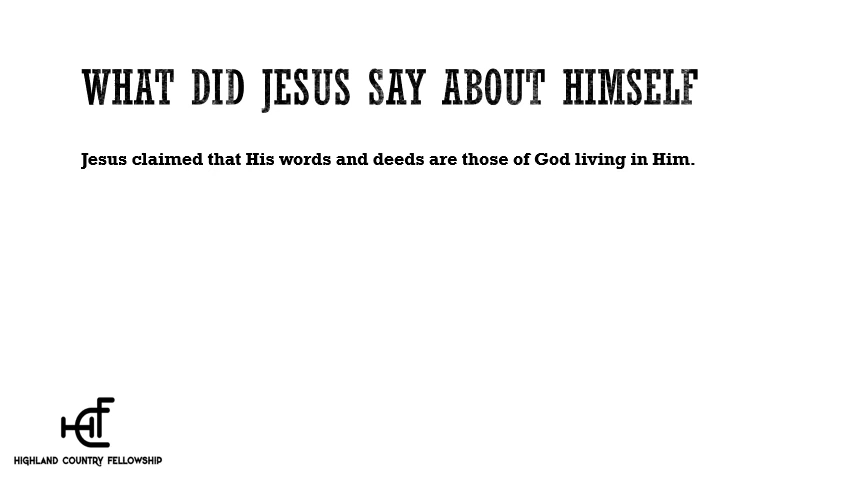 WHAT DID JESUS SAY ABOUT HIMSELF
Jesus claimed that His words and deeds are those of God living in Him.
HCF
HIGHLAND COUNTRY FELLOWSHIP